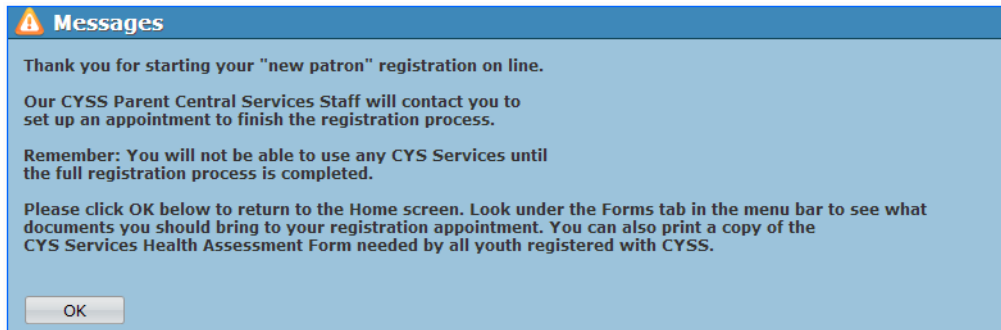 Messages
Thank you for starting your "new patron" registration on line.
Our CYSS Parent Central Services Staff will contact you to
set up an appointment to finish the registration process.
Remember: You will not be able to use any CYS Services until
the full registration process is completed.
Please click OK below to return to the Home screen. Look under the Forms tab in the menu bar to see what
documents you should bring to your registration appointment. You can also print a copy of the
CYS Services Health Assessment Form needed by all youth registered with CYSS.
OK